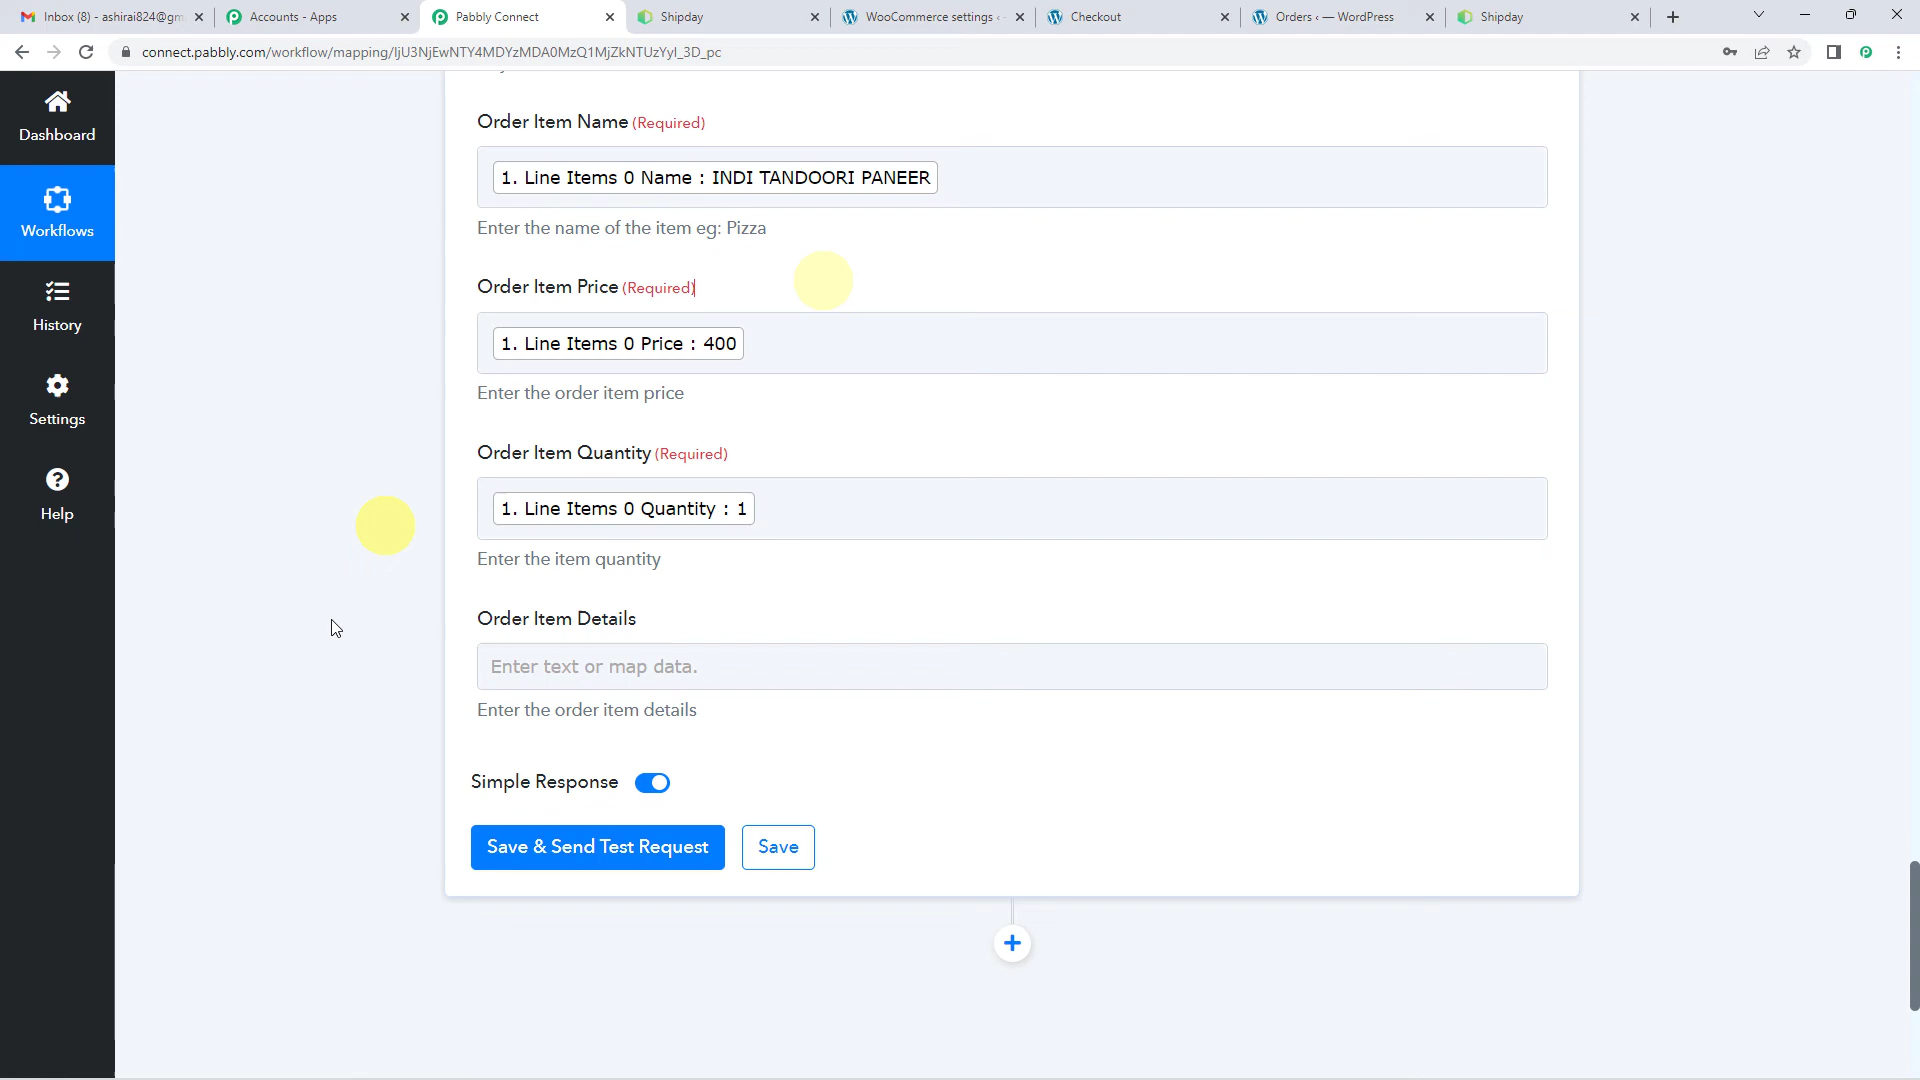 Inbox (8) - ashirai824@gm
Accounts - Apps
Pabbly Connect
Shipday
WooCommerce settings ‹
Checkout
Orders ‹ — WordPress
Shipday
connect.pabbly.com/workflow/mapping/IjU3NjEwNTY4MDYzMDA0MzQ1MjZkNTUzYyI_3D_pc
Dashboard
Workflows
History
Settings
Help
Order Item Name (Required)
1. Line Items 0 Name : INDI TANDOORI PANEER
Enter the name of the item eg: Pizza
Order Item Price (Required)
1. Line Items 0 Price : 400
Enter the order item price
Order Item Quantity (Required)
1. Line Items 0 Quantity : 1
Enter the item quantity
Order Item Details
Enter text or map data.
Enter the order item details
Simple Response
Save & Send Test Request
Save